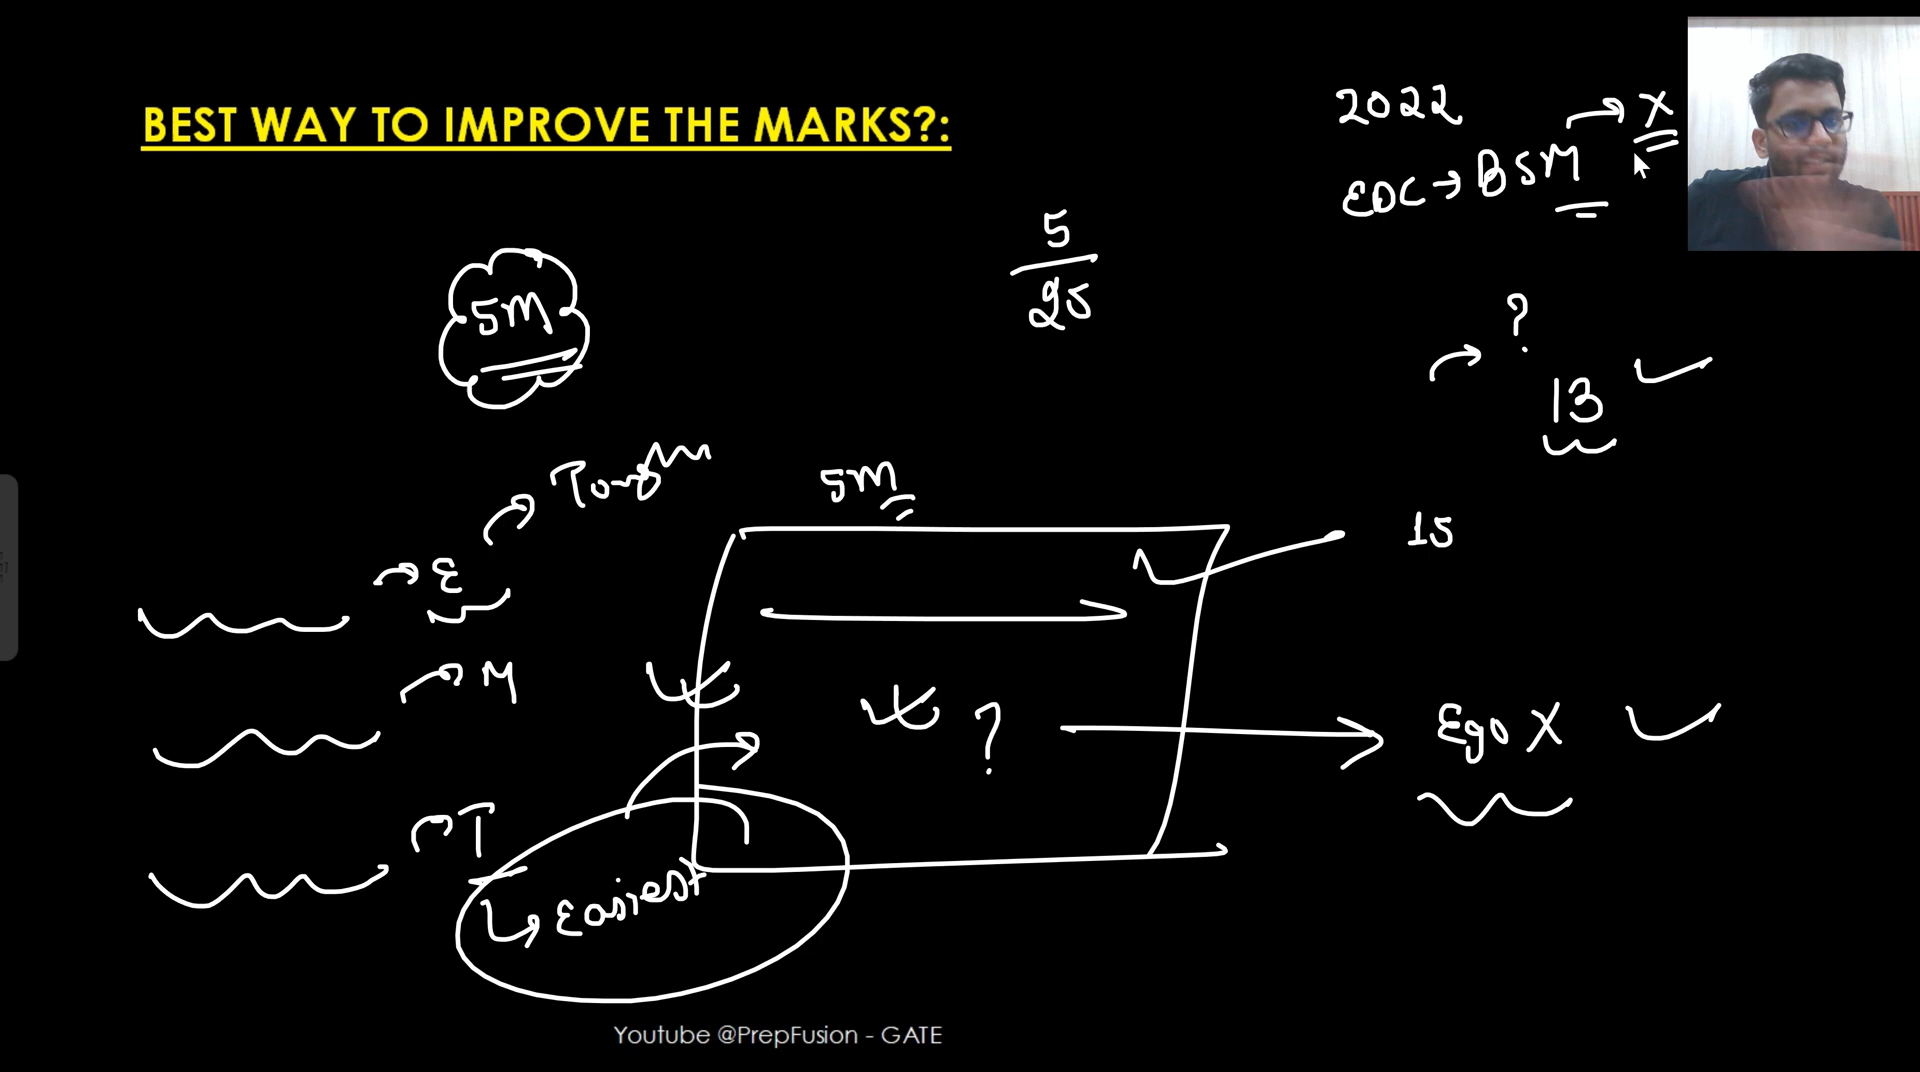 BEST WAY TO IMPROVE THE MARKS?:
2022
X
EDC → BSM
5
25
5M
?
13
Tough
5M
15
E
M
?
Ego X
T
Easiest
Youtube @PrepFusion - GATE